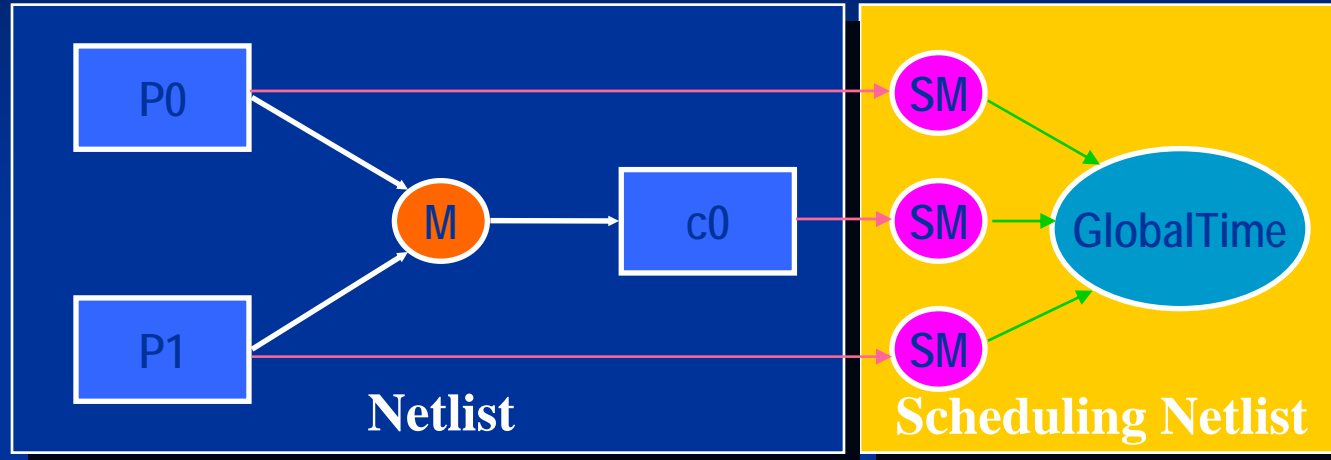 P0
SM
M
c0
SM
GlobalTime
P1
SM
Netlist
Scheduling Netlist